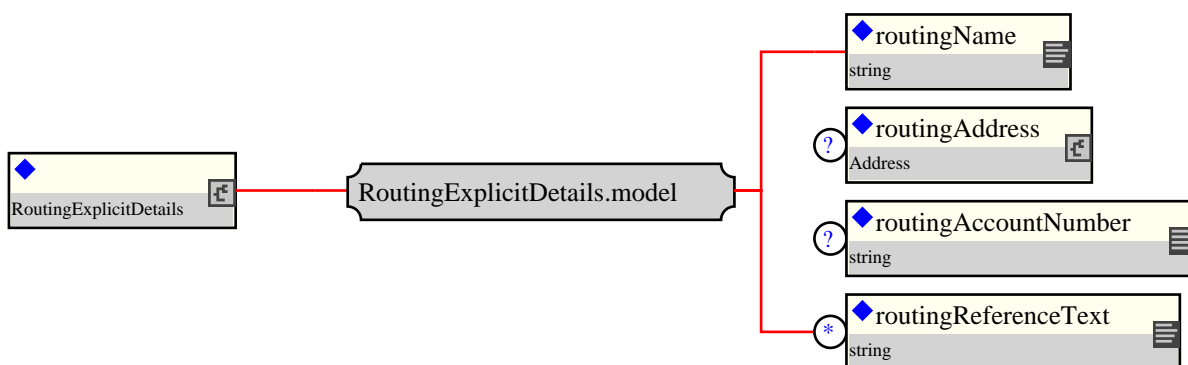 routingName
string
?
routingAddress
Address
RoutingExplicitDetails
RoutingExplicitDetails.model
?
routingAccountNumber
string
*
routingReferenceText
string